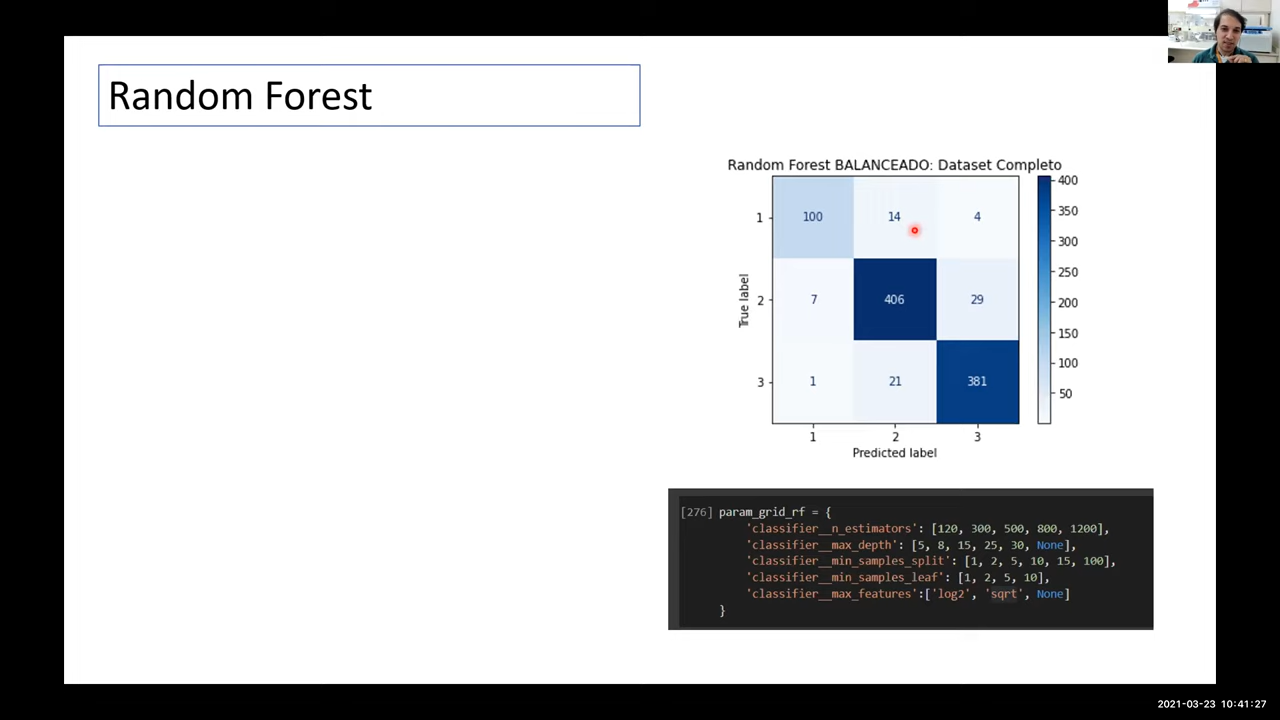 Random Forest
Random Forest BALANCEADO: Dataset Completo
100 14 4
7 406 29
1 21 381
1
2
3
True label
1 2 3
Predicted label
400
350
300
250
200
150
100
50
[276] param_grid_rf = {
'classifier__n_estimators': [120, 300, 500, 800, 1200],
'classifier__max_depth': [5, 8, 15, 25, 30, None],
'classifier__min_samples_split': [1, 2, 5, 10, 15, 100],
'classifier__min_samples_leaf': [1, 2, 5, 10],
'classifier__max_features':['log2', 'sqrt', None]
}
2021-03-23 10:41:27